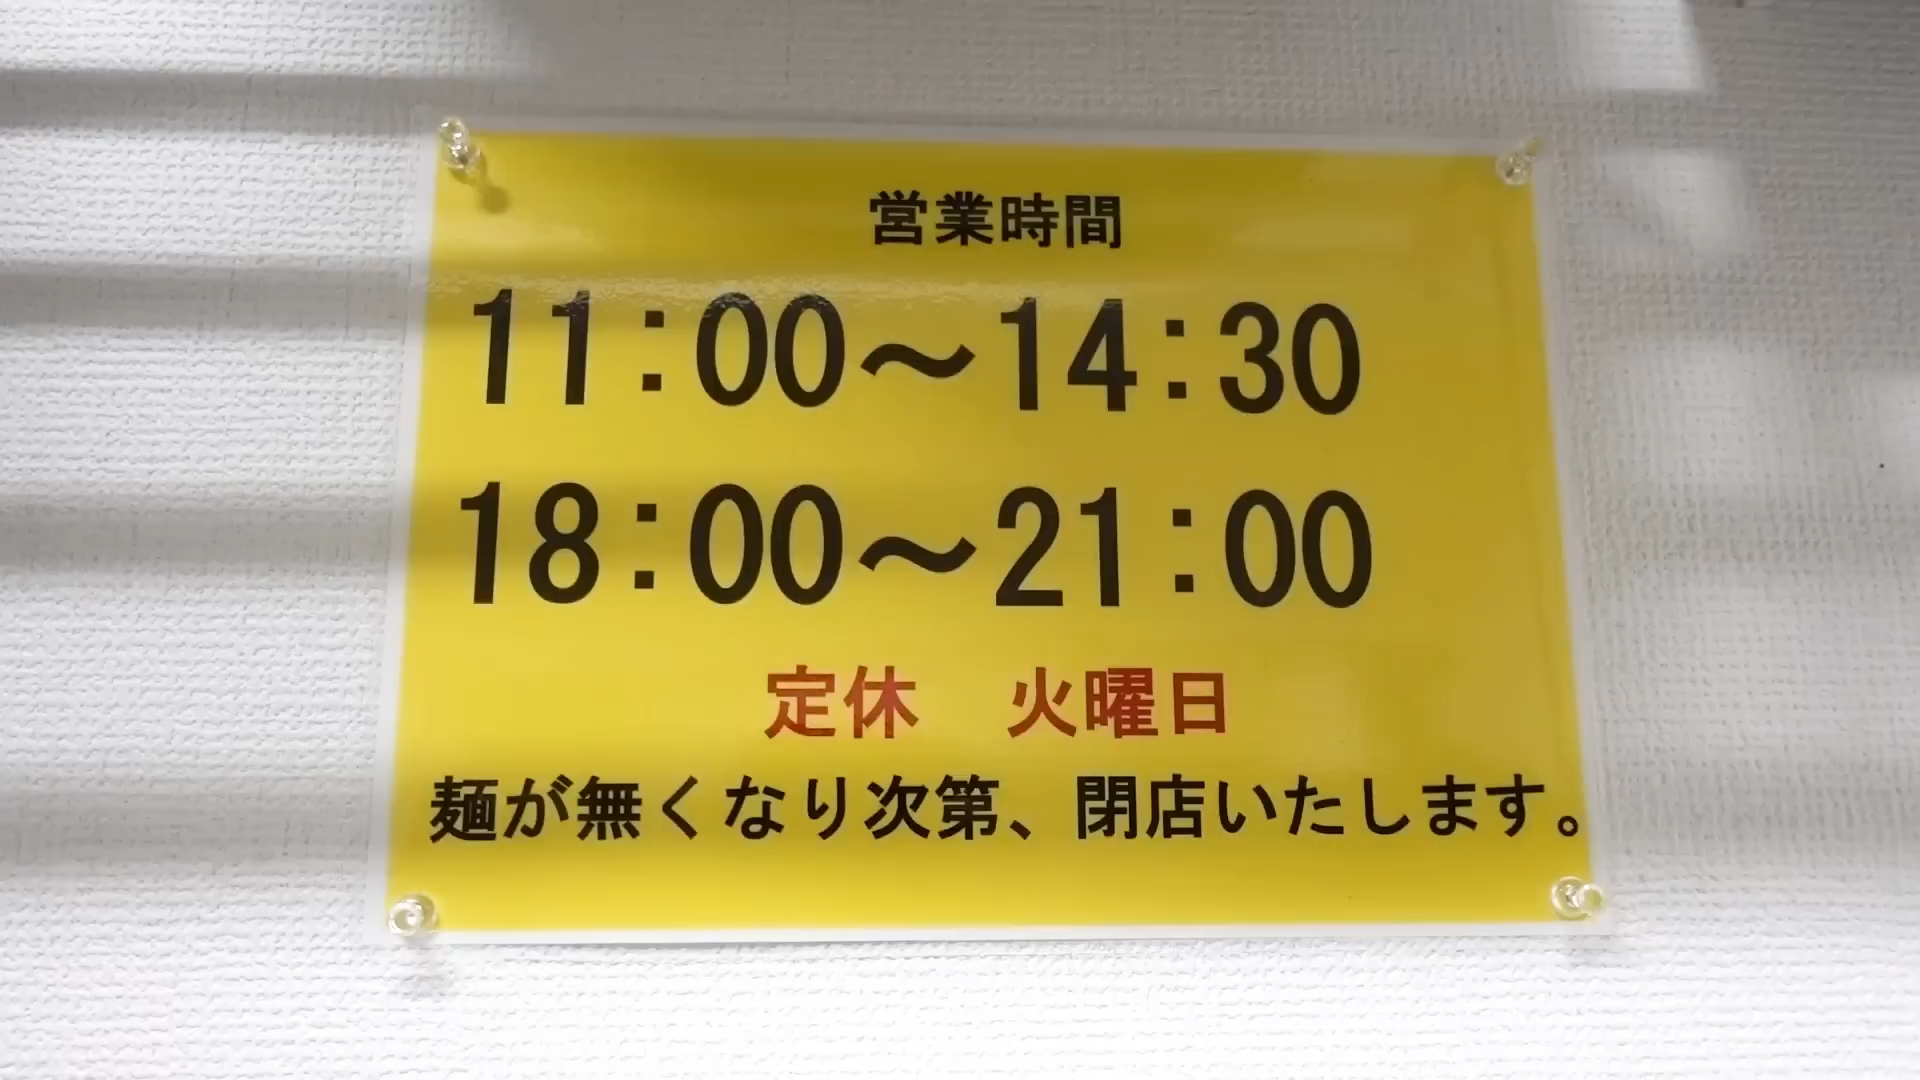 営業時間
11:00～14:30
18:00～21:00
定休　火曜日
麺が無くなり次第、閉店いたします。